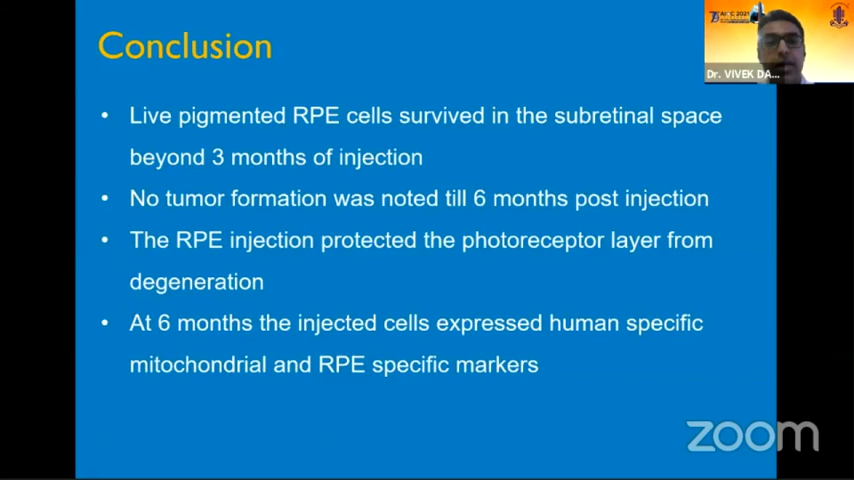 Conclusion
AIOC 2021
• Live pigmented RPE cells survived in the subretinal space
beyond 3 months of injection
• No tumor formation was noted till 6 months post injection
• The RPE injection protected the photoreceptor layer from
degeneration
• At 6 months the injected cells expressed human specific
mitochondrial and RPE specific markers
Dr. VIVEK DA...
zoom